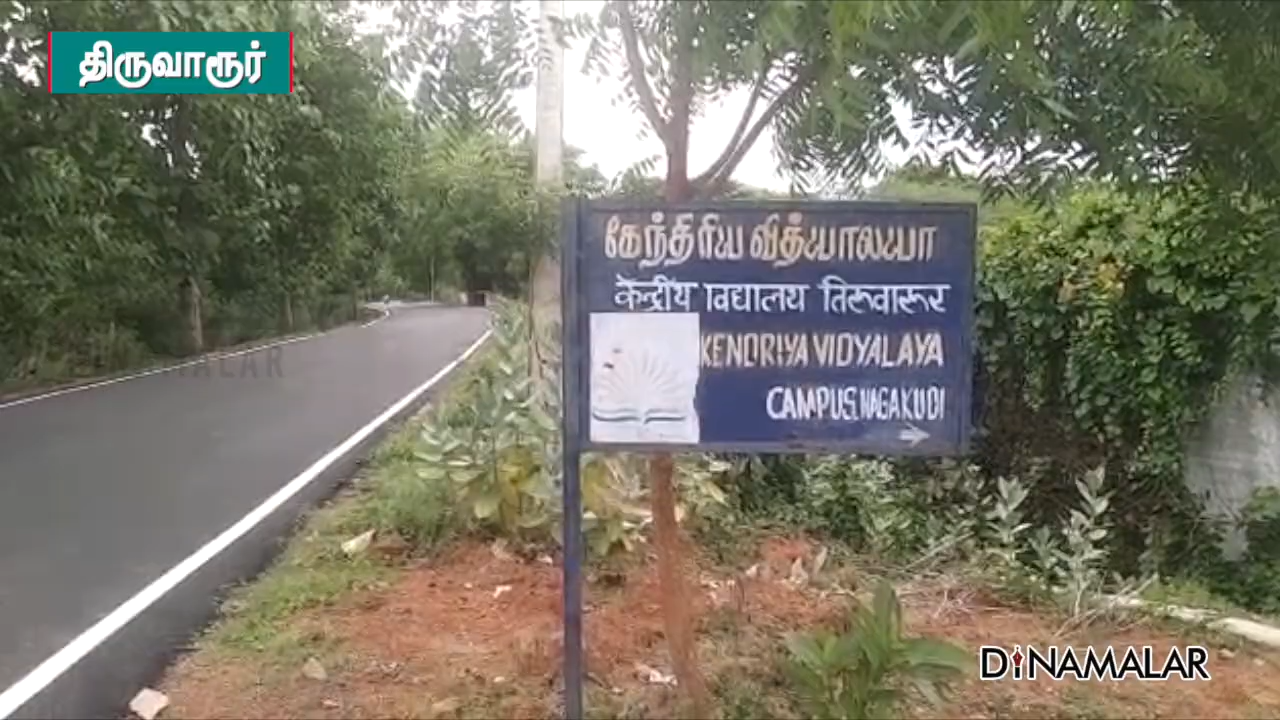 திருவாரூர்
கேந்திரிய வித்யாலயா
केन्द्रीय विद्यालय तिरूवारूर
KENDRIYA VIDYALAYA
CAMPUS, NAGAKUDI
DINAMALAR